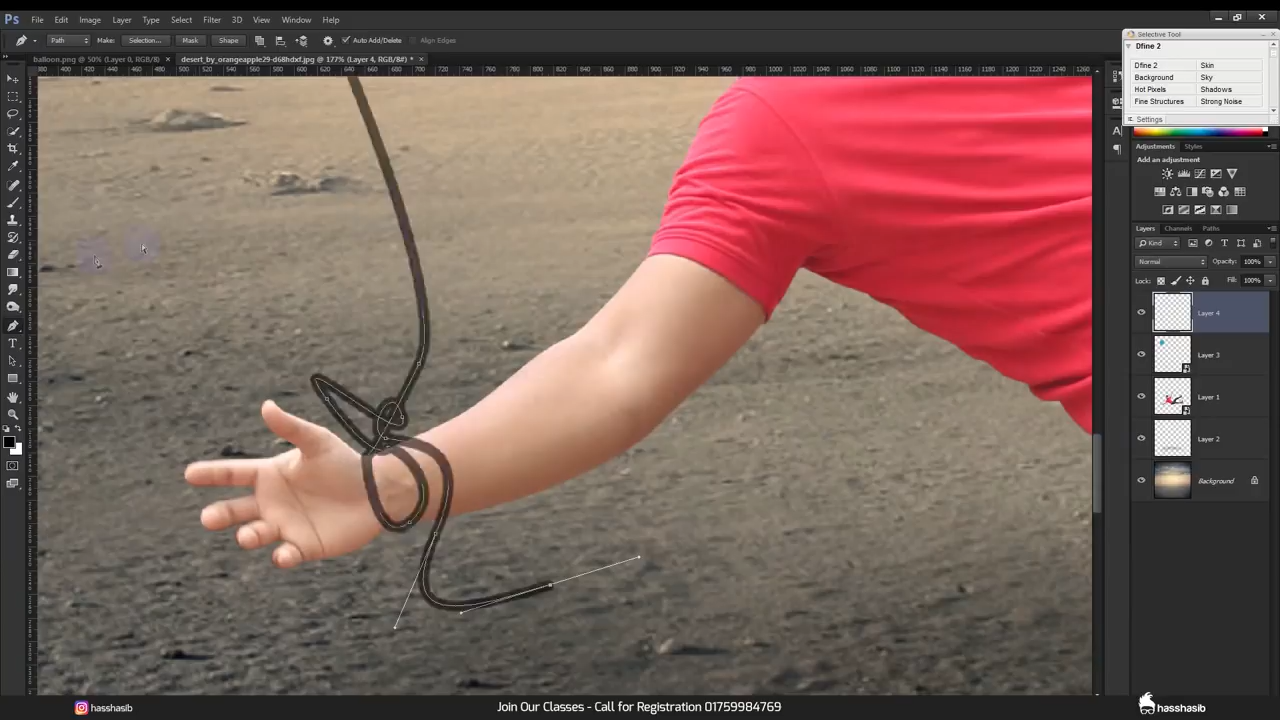 Ps File Edit Image Layer Type Select Filter 3D View Window Help
Path Make: Selection... Mask Shape Auto Add/Delete Align Edges
balloon.png @ 50% (Layer 0, RGB/8) × desert_by_orangeapple29-d68hdxf.jpg @ 177% (Layer 4, RGB/8#) * ×
Selective Tool
Dfine 2
Dfine 2 Skin
Background Sky
Hot Pixels Shadows
Fine Structures Strong Noise
Settings
Adjustments Styles
Add an adjustment
Layers Channels Paths
Kind
Normal Opacity: 100%
Lock: Fill: 100%
Layer 4
Layer 3
Layer 1
Layer 2
Background
hasshasib
Join Our Classes - Call for Registration 01759984769
hasshasib